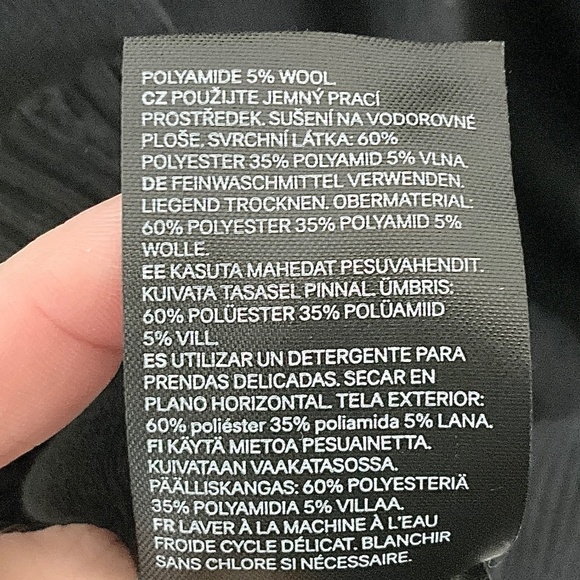 POLYAMIDE 5% WOOL.
CZ POUŽIJTE JEMNÝ PRACÍ
PROSTŘEDEK. SUŠENÍ NA VODOROVNÉ
PLOŠE. SVRCHNÍ LÁTKA: 60%
POLYESTER 35% POLYAMID 5% VLNA.
DE FEINWASCHMITTEL VERWENDEN.
LIEGEND TROCKNEN. OBERMATERIAL:
60% POLYESTER 35% POLYAMID 5%
WOLLE.
EE KASUTA MAHEDAT PESUVAHENDIT.
KUIVATA TASASEL PINNAL. ÜMBRIS:
60% POLÜESTER 35% POLÜAMIID
5% VILL.
ES UTILIZAR UN DETERGENTE PARA
PRENDAS DELICADAS. SECAR EN
PLANO HORIZONTAL. TELA EXTERIOR:
60% poliéster 35% poliamida 5% LANA.
FI KÄYTÄ MIETOA PESUAINETTA.
KUIVATAAN VAAKATASOSSA.
PÄÄLLISKANGAS: 60% POLYESTERIÄ
35% POLYAMIDIA 5% VILLAA.
FR LAVER À LA MACHINE À L'EAU
FROIDE CYCLE DÉLICAT. BLANCHIR
SANS CHLORE SI NÉCESSAIRE.